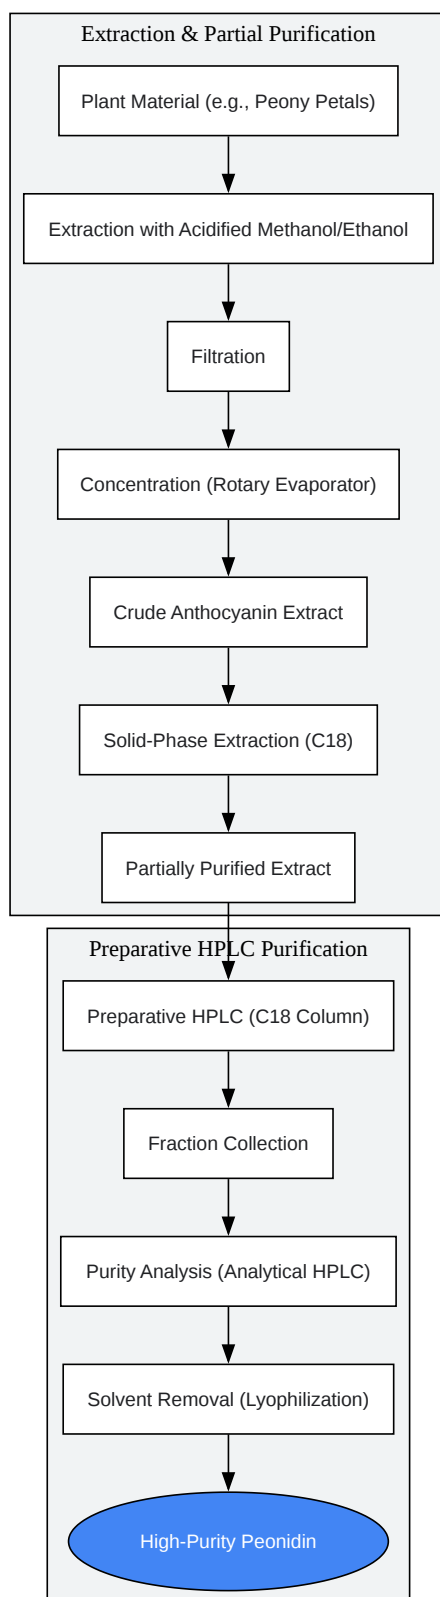 Extraction & Partial Purification
Plant Material (e.g., Peony Petals)
Extraction with Acidified Methanol/Ethanol
Filtration
Concentration (Rotary Evaporator)
Crude Anthocyanin Extract
Solid-Phase Extraction (C18)
Partially Purified Extract
Preparative HPLC Purification
Preparative HPLC (C18 Column)
Fraction Collection
Purity Analysis (Analytical HPLC)
Solvent Removal (Lyophilization)
High-Purity Peonidin